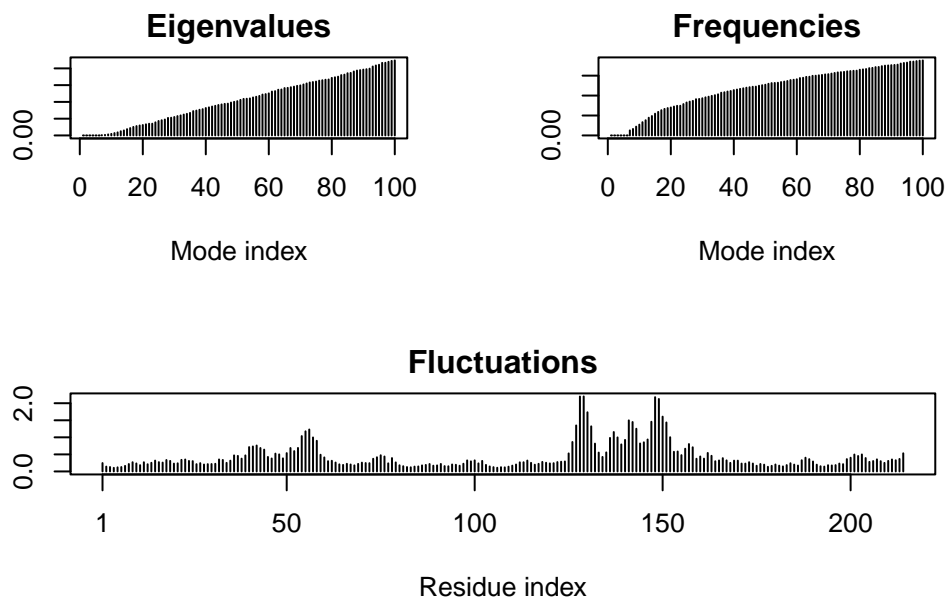 Eigenvalues
0.00
0 20 40 60 80 100
Mode index
Frequencies
0.00
0 20 40 60 80 100
Mode index
Fluctuations
0.0 2.0
1 50 100 150 200
Residue index